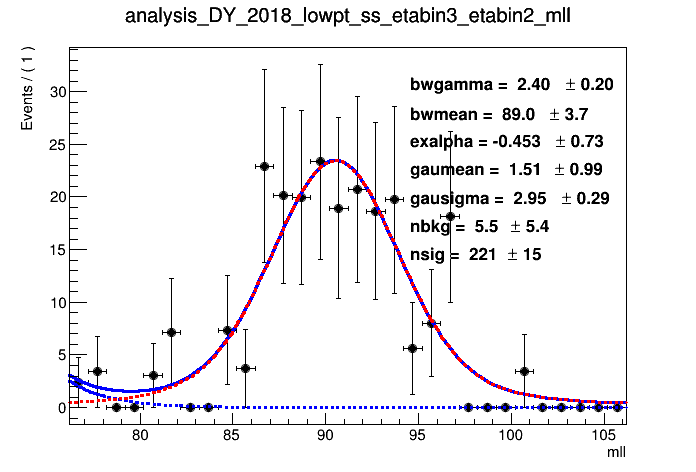 analysis_DY_2018_lowpt_ss_etabin3_etabin2_mll
Events / ( 1 )
30
25
20
15
10
5
0
bwgamma = 2.40 ± 0.20
bwmean = 89.0 ± 3.7
exalpha = -0.453 ± 0.73
gaumean = 1.51 ± 0.99
gausigma = 2.95 ± 0.29
nbkg = 5.5 ± 5.4
nsig = 221 ± 15
80 85 90 95 100 105
mll